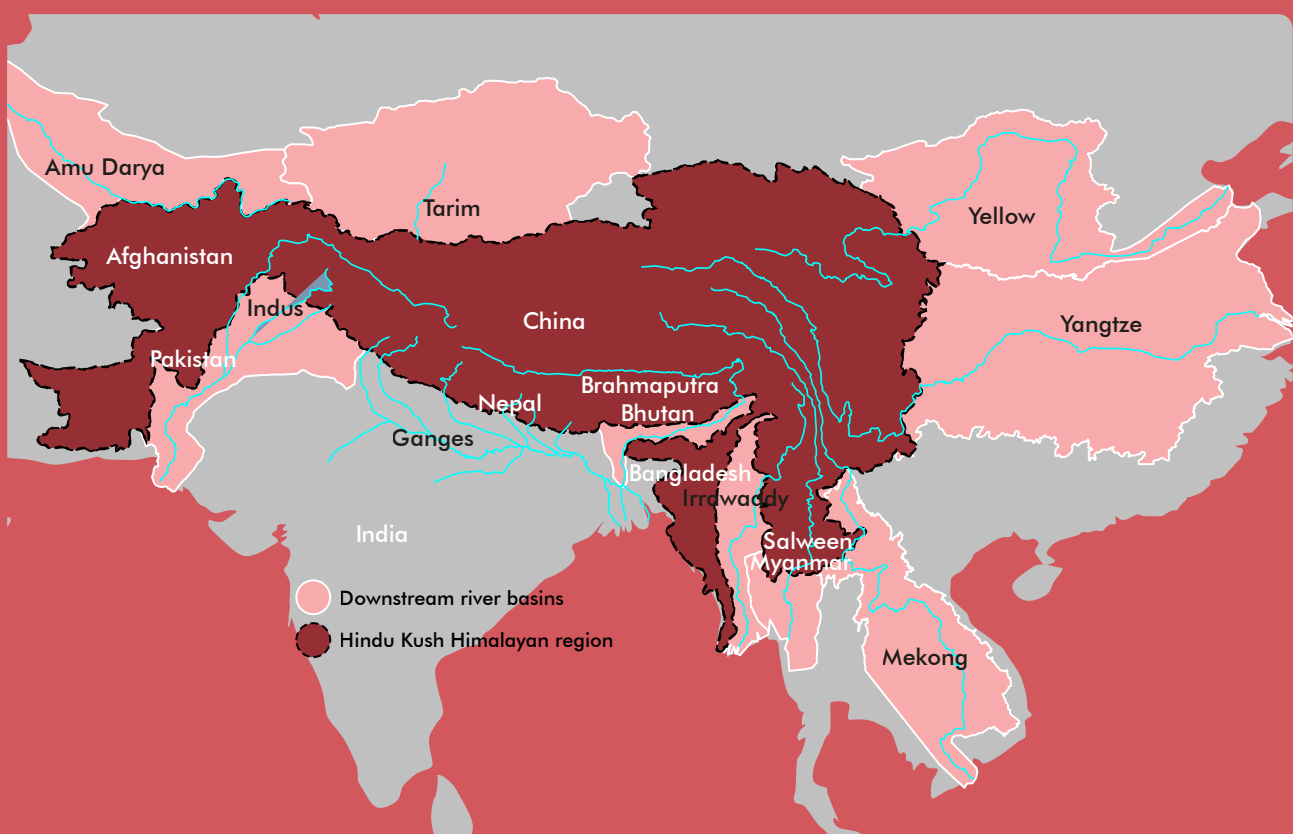 Amu Darya
Tarim
Yellow
Afghanistan
Indus
China
Yangtze
Pakistan
Brahmaputra
Nepal
Bhutan
Ganges
Bangladesh
Irrdwaddy
India
Salween
Myanmar
Downstream river basins
Hindu Kush Himalayan region
Mekong